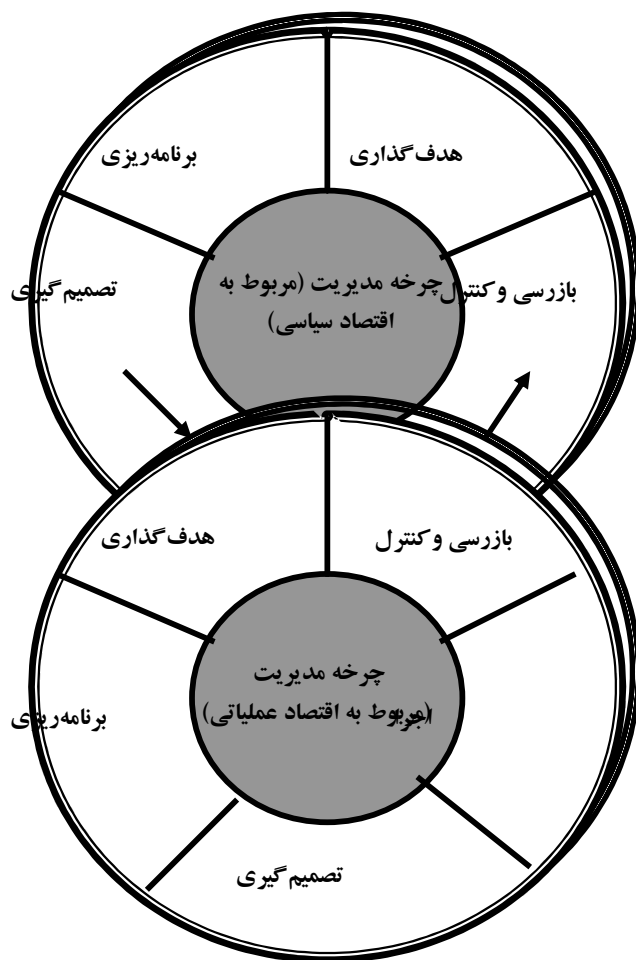 هدف‌گذاری
برنامه‌ریزی
تصمیم‌گیری
بازرسی و کنترل
چرخه مدیریت (مربوط به
اقتصاد سیاسی)
بازرسی و کنترل
هدف‌گذاری
برنامه‌ریزی
تصمیم‌گیری
اجرا
چرخه مدیریت
(مربوط به اقتصاد عملیاتی)